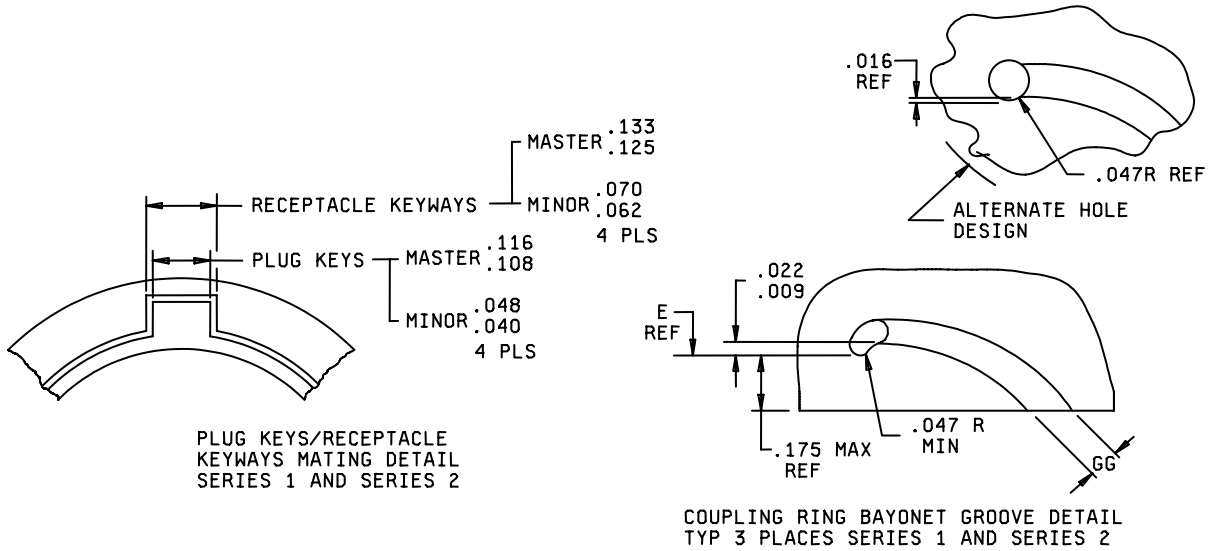 .133
MASTER .125
RECEPTACLE KEYWAYS
.070
MINOR .062
4 PLS
PLUG KEYS
.116
MASTER .108
.048
MINOR .040
4 PLS
PLUG KEYS/RECEPTACLE
KEYWAYS MATING DETAIL
SERIES 1 AND SERIES 2
.016
REF
.047R REF
ALTERNATE HOLE
DESIGN
.022
.009
E
REF
.047 R
MIN
.175 MAX
REF
GG
COUPLING RING BAYONET GROOVE DETAIL
TYP 3 PLACES SERIES 1 AND SERIES 2